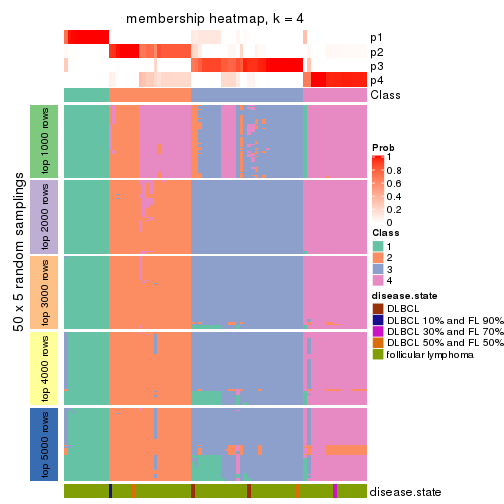 membership heatmap, k = 4
p1
p2
p3
p4
Class
50 x 5 random samplings
top 1000 rows
top 2000 rows
top 3000 rows
top 4000 rows
top 5000 rows
disease.state
Prob
1
0.8
0.6
0.4
0.2
0
Class
1
2
3
4
disease.state
DLBCL
DLBCL 10% and FL 90%
DLBCL 30% and FL 70%
DLBCL 50% and FL 50%
follicular lymphoma